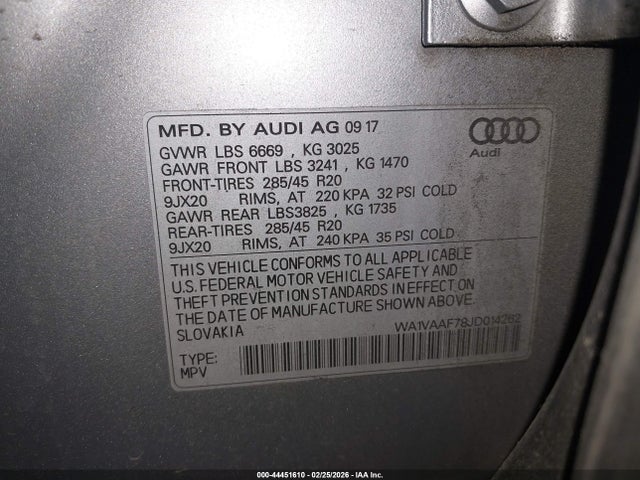 MFD. BY AUDI AG 09 17
GVWR LBS 6669 , KG 3025
GAWR FRONT LBS 3241 , KG 1470
FRONT-TIRES 285/45 R20
9JX20 RIMS, AT 220 KPA 32 PSI COLD
GAWR REAR LBS3825 , KG 1735
REAR-TIRES 285/45 R20
9JX20 RIMS, AT 240 KPA 35 PSI COLD
THIS VEHICLE CONFORMS TO ALL APPLICABLE
U.S. FEDERAL MOTOR VEHICLE SAFETY AND
THEFT PREVENTION STANDARDS IN EFFECT ON
THE DATE OF MANUFACTURE SHOWN ABOVE.
SLOVAKIA
WA1VAAF78JD014262
TYPE:
MPV
Audi
000-44451610 - 02/25/2026 - IAA Inc.